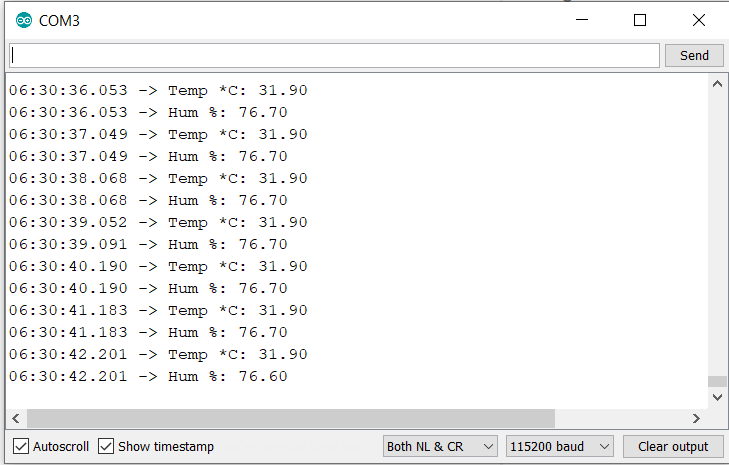 COM3
Send
06:30:36.053 -> Temp *C: 31.90
06:30:36.053 -> Hum %: 76.70
06:30:37.049 -> Temp *C: 31.90
06:30:37.049 -> Hum %: 76.70
06:30:38.068 -> Temp *C: 31.90
06:30:38.068 -> Hum %: 76.70
06:30:39.052 -> Temp *C: 31.90
06:30:39.091 -> Hum %: 76.70
06:30:40.190 -> Temp *C: 31.90
06:30:40.190 -> Hum %: 76.70
06:30:41.183 -> Temp *C: 31.90
06:30:41.183 -> Hum %: 76.70
06:30:42.201 -> Temp *C: 31.90
06:30:42.201 -> Hum %: 76.60
Autoscroll Show timestamp Both NL & CR 115200 baud Clear output